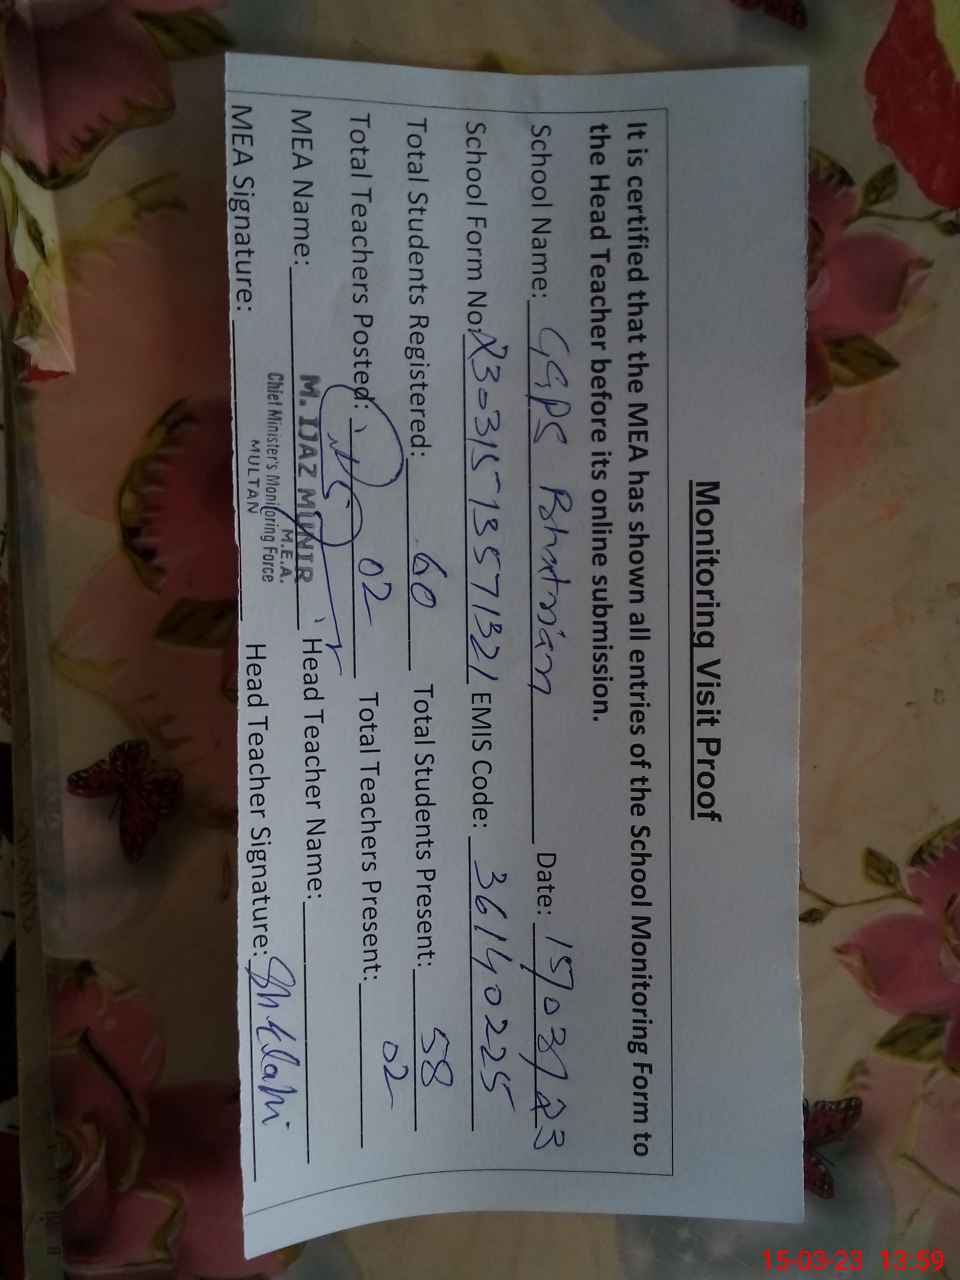 Monitoring Visit Proof
It is certified that the MEA has shown all entries of the School Monitoring Form to
the Head Teacher before its online submission.
School Name: GGPS Date: 15/03/23
School Form No: EMIS Code: 36140225
Total Students Registered: 60 Total Students Present: 58
Total Teachers Posted: 02 Total Teachers Present: 02
MEA Name: M. IJAZ MUNIR Head Teacher Name:
M.E.A.
Chief Minister's Monitoring Force
MULTAN
MEA Signature: Head Teacher Signature:
15-03-23 13:59